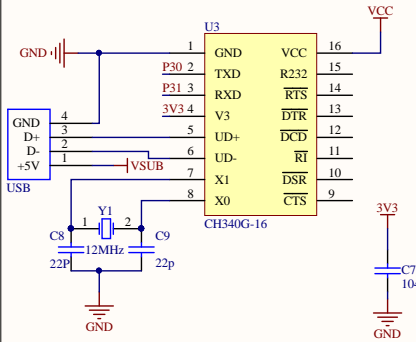 VCC
U3
GND
1 GND VCC 16
P30 2 TXD R232 15
P31 3 RXD RTS 14
3V3 4 V3 DTR 13
5 UD+ DCD 12
6 UD- RI 11
7 X1 DSR 10
8 X0 CTS 9
CH340G-16
GND 4
D+ 3
D- 2
+5V 1
USB
VSUB
Y1
1 2
C8 C9
12MHz
22P 22p
GND
3V3
C7
104
GND